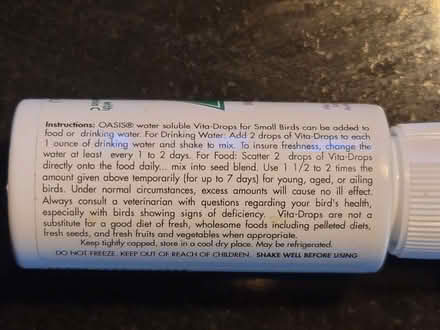 Instructions: OASIS® water soluble Vita-Drops for Small Birds can be added to
food or drinking water. For Drinking Water: Add 2 drops of Vita-Drops to each
1 ounce of drinking water and shake to mix. To insure freshness, change the
water at least every 1 to 2 days. For Food: Scatter 2 drops of Vita-Drops
directly onto the food daily... mix into seed blend. Use 1 1/2 to 2 times the
amount given above temporarily (for up to 7 days) for young, aged, or ailing
birds. Under normal circumstances, excess amounts will cause no ill effect.
Always consult a veterinarian with questions regarding your bird's health,
especially with birds showing signs of deficiency. Vita-Drops are not a
substitute for a good diet of fresh, wholesome foods including pelleted diets,
fresh seeds, and fresh fruits and vegetables when appropriate.
Keep tightly capped, store in a cool dry place. May be refrigerated.
DO NOT FREEZE. KEEP OUT OF REACH OF CHILDREN. SHAKE WELL BEFORE USING